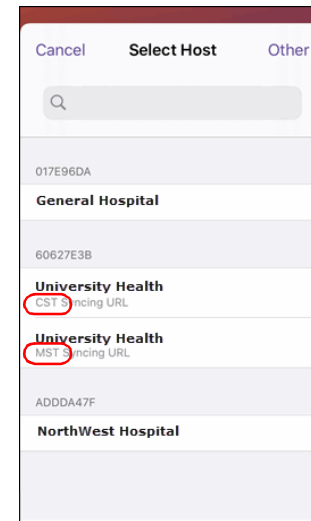 Cancel Select Host Other
017E96DA
General Hospital
60627E3B
University Health
CST Syncing URL
University Health
MST Syncing URL
ADDDA47F
NorthWest Hospital